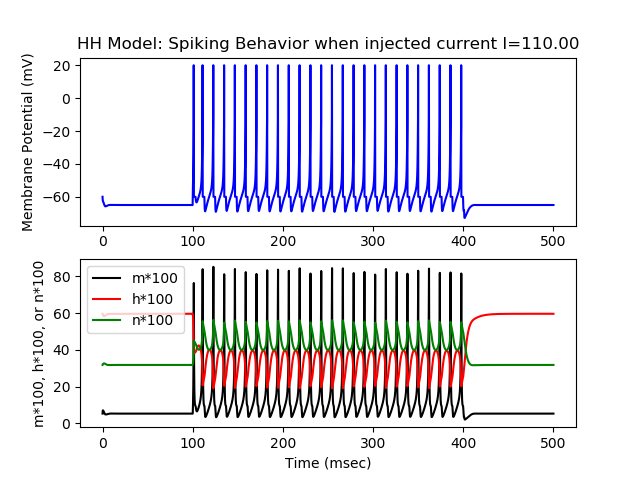 HH Model: Spiking Behavior when injected current I=110.00
Membrane Potential (mV)
20
0
−20
−40
−60
0 100 200 300 400 500
m*100, h*100, or n*100
80
60
40
20
0
m*100
h*100
n*100
0 100 200 300 400 500
Time (msec)